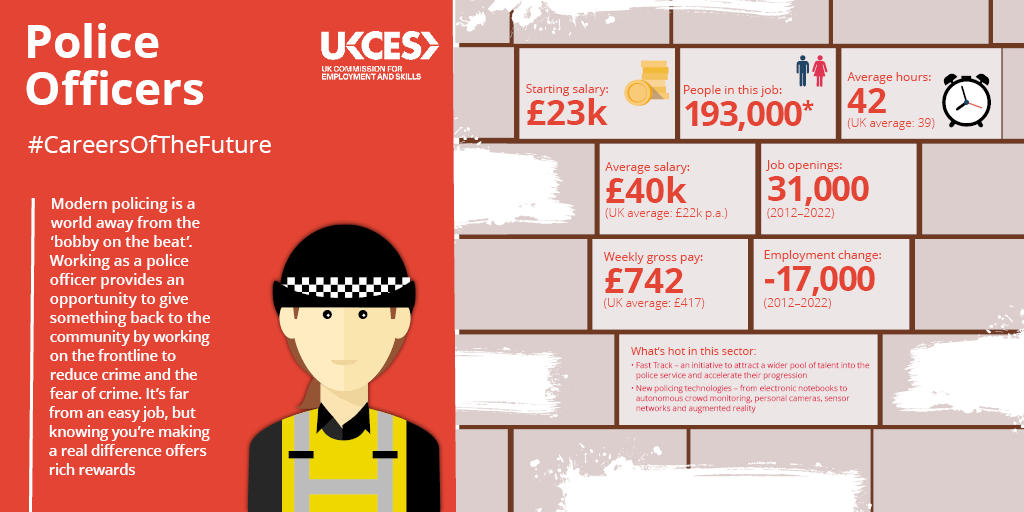 Police
Officers
UKCES
UK COMMISSION FOR
EMPLOYMENT AND SKILLS
#CareersOfTheFuture
Modern policing is a
world away from the
‘bobby on the beat’.
Working as a police
officer provides an
opportunity to give
something back to the
community by working
on the frontline to
reduce crime and the
fear of crime. It’s far
from an easy job, but
knowing you’re making
a real difference offers
rich rewards
Starting salary:
£23k
People in this job:
193,000*
Average hours:
42
(UK average: 39)
Average salary:
£40k
(UK average: £22k p.a.)
Job openings:
31,000
(2012–2022)
Weekly gross pay:
£742
(UK average: £417)
Employment change:
-17,000
(2012–2022)
What’s hot in this sector:
• Fast Track – an initiative to attract a wider pool of talent into the
police service and accelerate their progression
• New policing technologies – from electronic notebooks to
autonomous crowd monitoring, personal cameras, sensor
networks and augmented reality